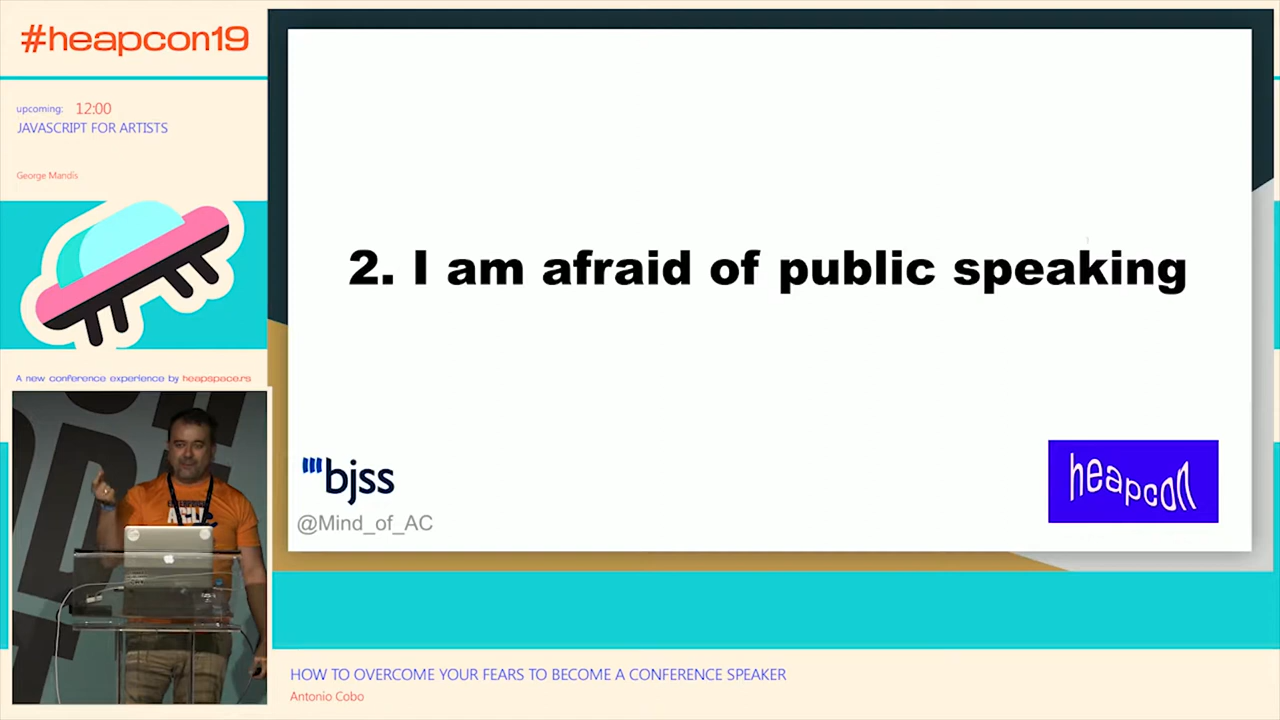 #heapcon19
upcoming: 12:00
JAVASCRIPT FOR ARTISTS
George Mandis
A new conference experience by heapspace.rs
2. I am afraid of public speaking
bjss
@Mind_of_AC
heapcon
HOW TO OVERCOME YOUR FEARS TO BECOME A CONFERENCE SPEAKER
Antonio Cobo